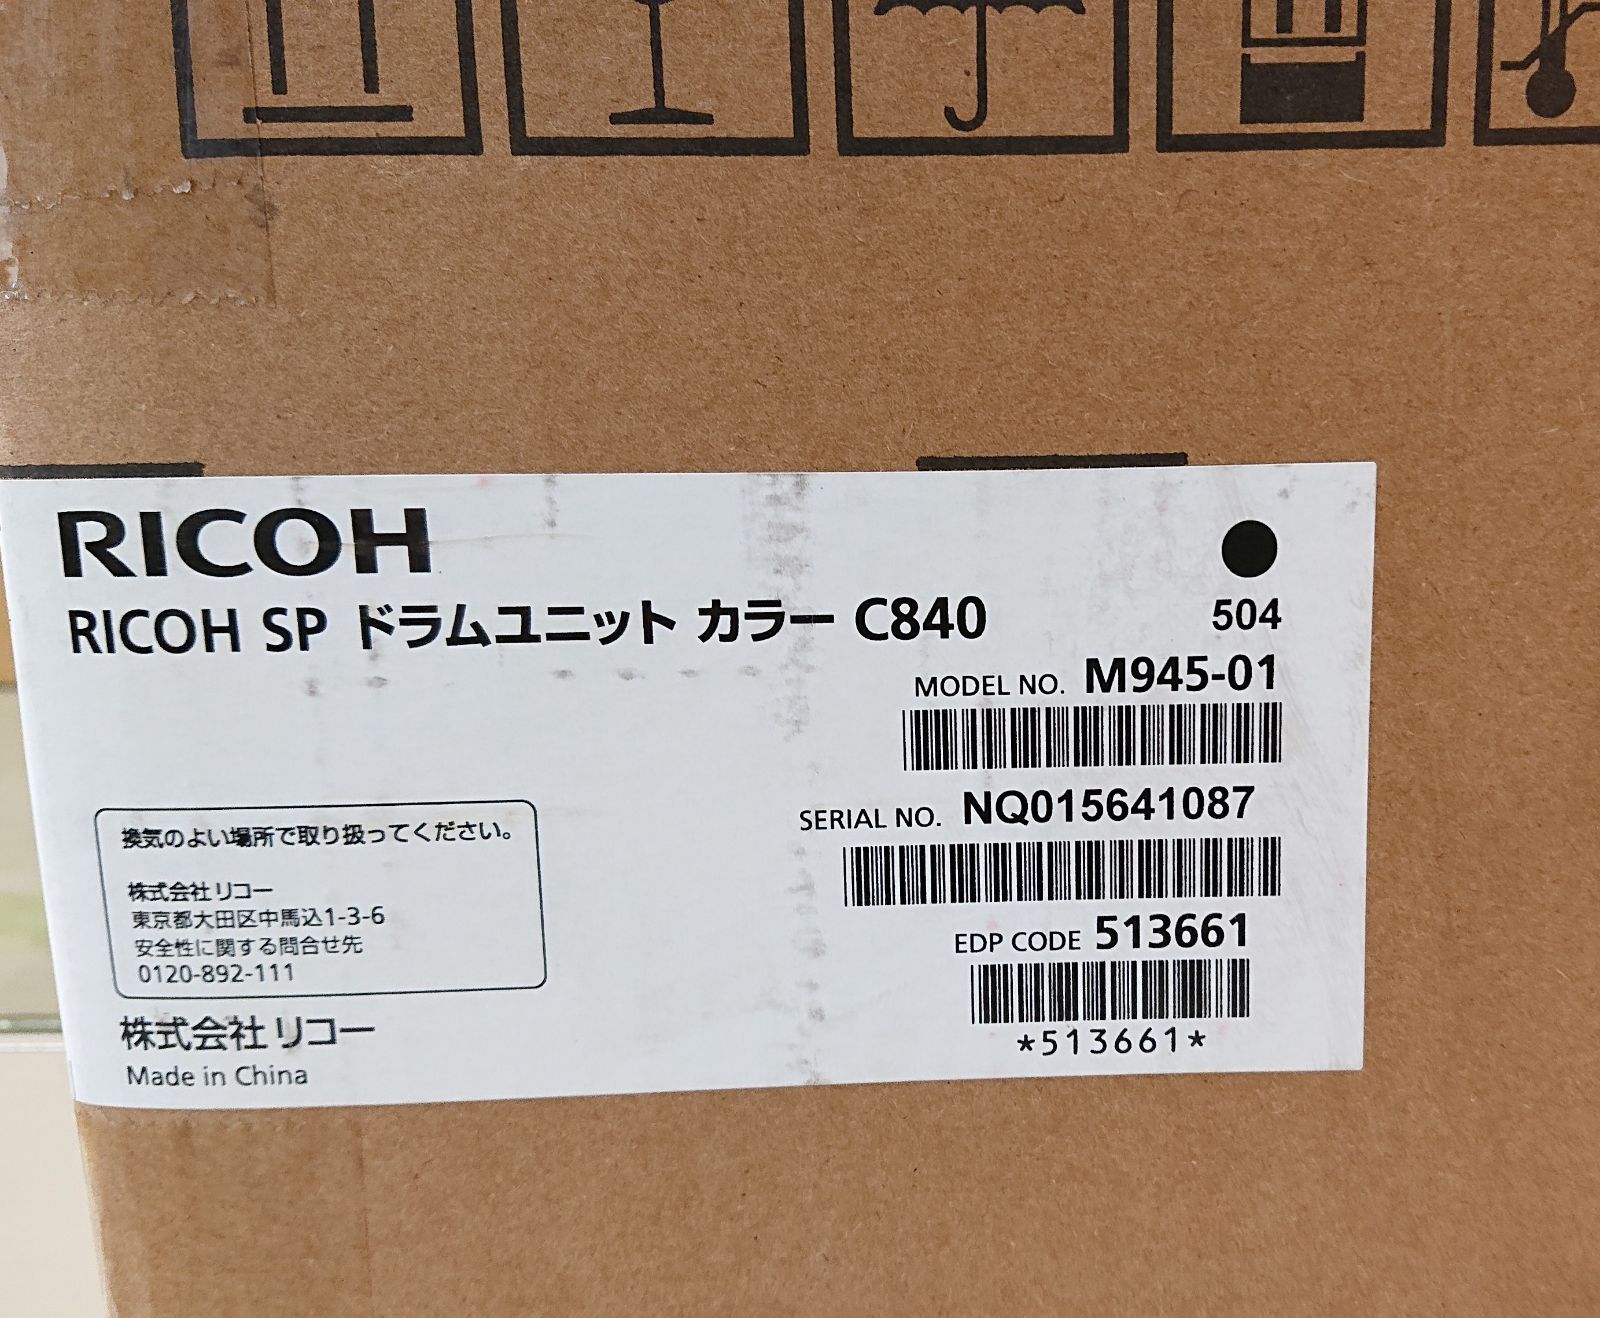 RICOH
RICOH SP ドラムユニット カラー C840
504
MODEL NO. M945-01
SERIAL NO. NQ015641087
EDP CODE 513661
*513661*
換気のよい場所で取り扱ってください。
株式会社リコー
東京都大田区中馬込1-3-6
安全性に関する問合せ先
0120-892-111
株式会社リコー
Made in China